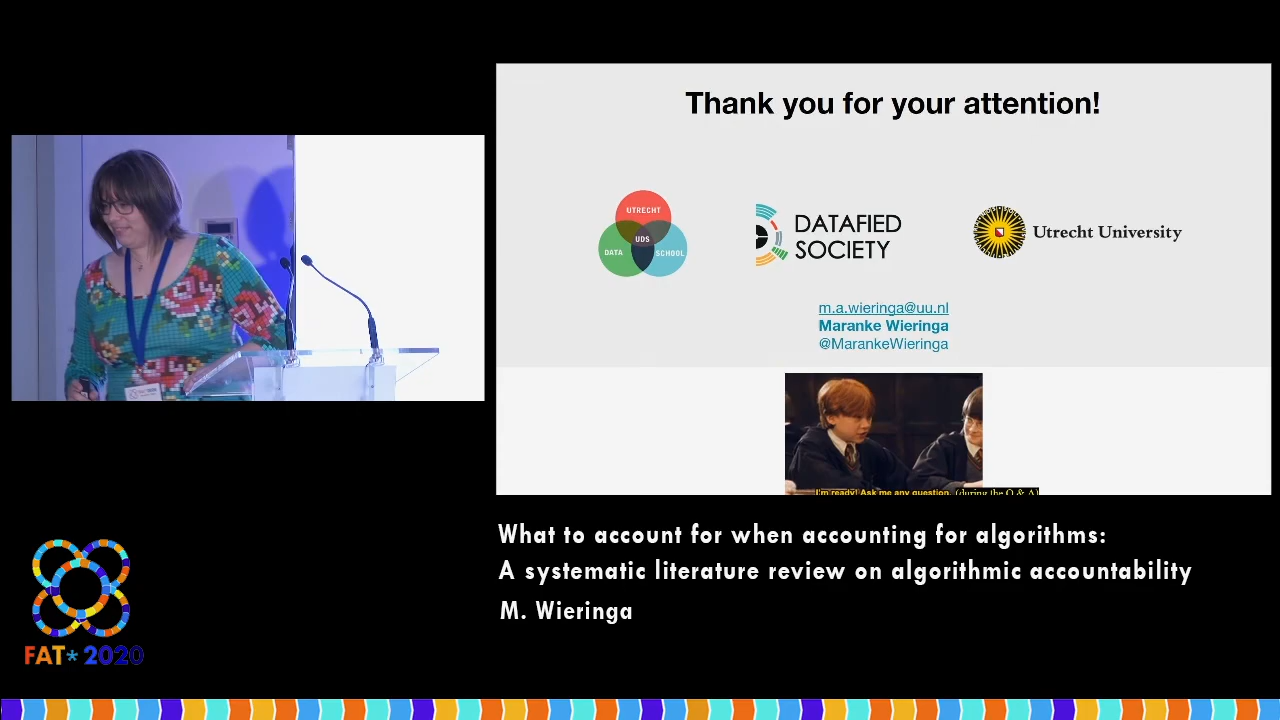 Thank you for your attention!
UTRECHT
UDS
DATA
SCHOOL
DATAFIED
SOCIETY
Utrecht University
m.a.wieringa@uu.nl
Maranke Wieringa
@MarankeWieringa
I'm ready! Ask me any question. (during the Q & A)
What to account for when accounting for algorithms:
A systematic literature review on algorithmic accountability
M. Wieringa
FAT* 2020